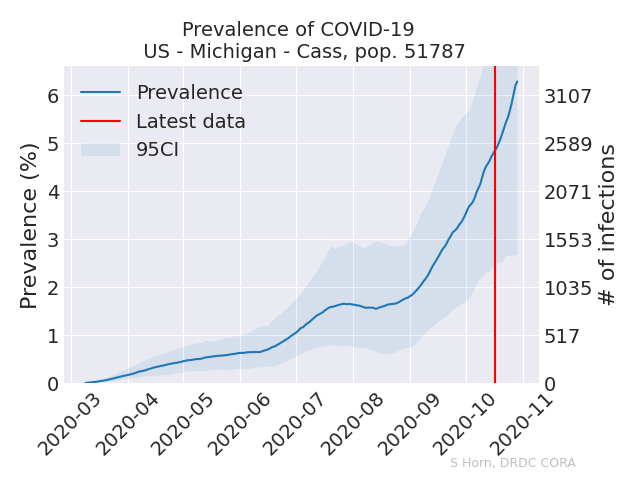 Prevalence of COVID-19
US - Michigan - Cass, pop. 51787
Prevalence
Latest data
95CI
Prevalence (%)
6
5
4
3
2
1
0
3107
2589
2071
1553
1035
517
0
# of infections
2020-03
2020-04
2020-05
2020-06
2020-07
2020-08
2020-09
2020-10
2020-11
S Horn, DRDC CORA